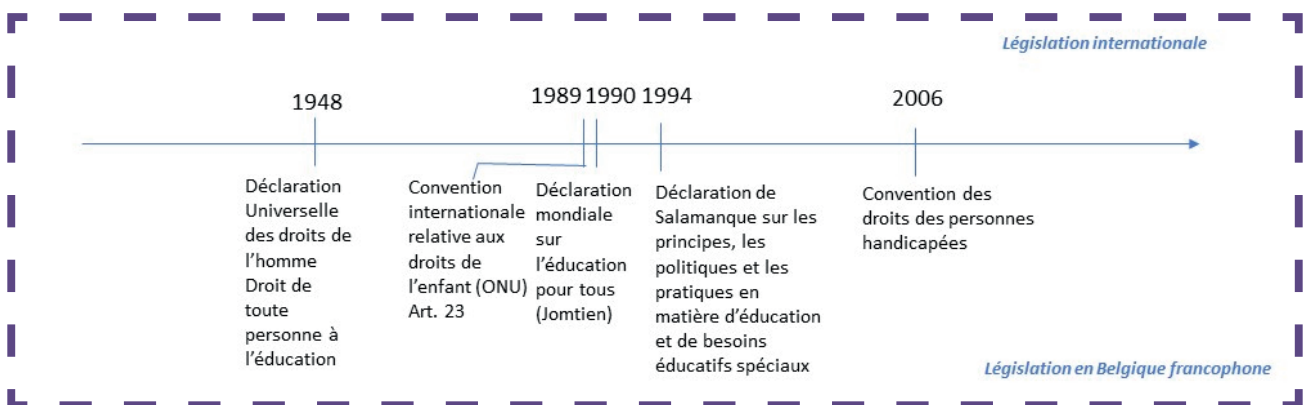 Législation internationale
1948
1989 1990 1994
2006
Déclaration
Universelle
des droits de
l'homme
Droit de
toute
personne à
l'éducation
Convention
internationale
relative aux
droits de
l'enfant (ONU)
Art. 23
Déclaration
mondiale
sur
l'éducation
pour tous
(Jomtien)
Déclaration de
Salamanque sur les
principes, les
politiques et les
pratiques en
matière d'éducation
et de besoins
éducatifs spéciaux
Convention des
droits des personnes
handicapées
Législation en Belgique francophone